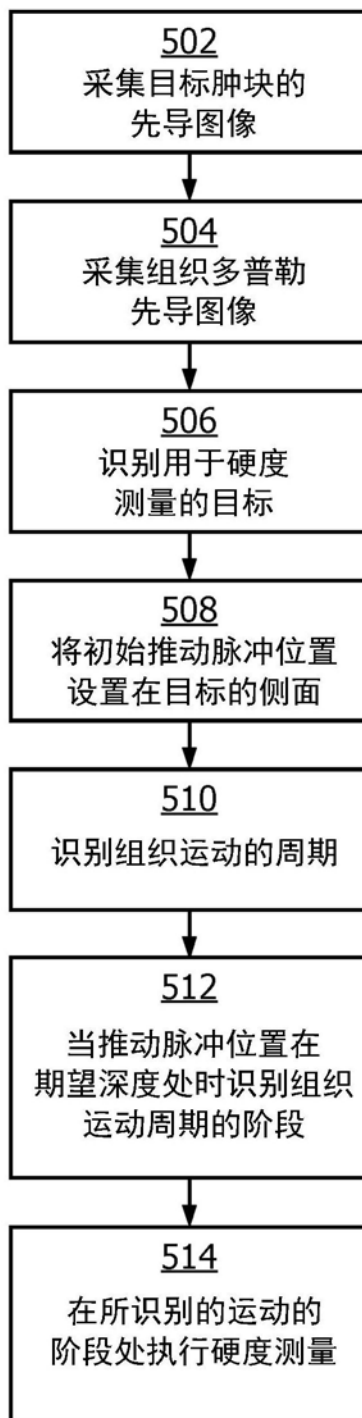 502
采集目标肿块的
先导图像
504
采集组织多普勒
先导图像
506
识别用于硬度
测量的目标
508
将初始推动脉冲位置
设置在目标的侧面
510
识别组织运动的周期
512
当推动脉冲位置在
期望深度处时识别组织
运动周期的阶段
514
在所识别的运动的
阶段处执行硬度测量